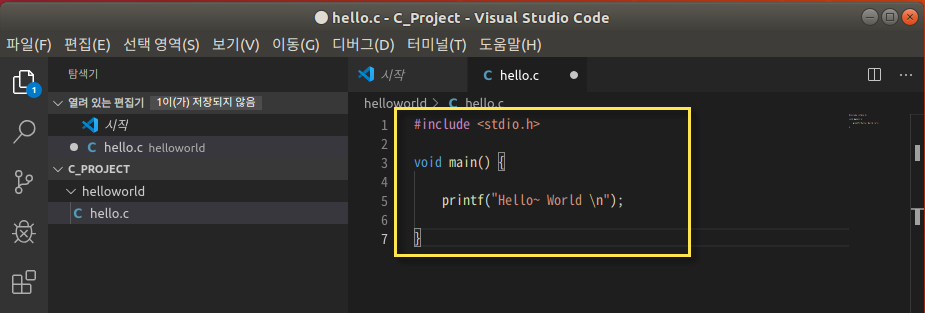 hello.c - C_Project - Visual Studio Code
파일(F) 편집(E) 선택 영역(S) 보기(V) 이동(G) 디버그(D) 터미널(T) 도움말(H)
탐색기
열려 있는 편집기 1이(가) 저장되지 않음
시작
C hello.c helloworld
C_PROJECT
helloworld
C hello.c
1
시작 C hello.c
helloworld > C hello.c
1 #include <stdio.h>
2
3 void main() {
4
5 printf("Hello~ World \n");
6
7 }